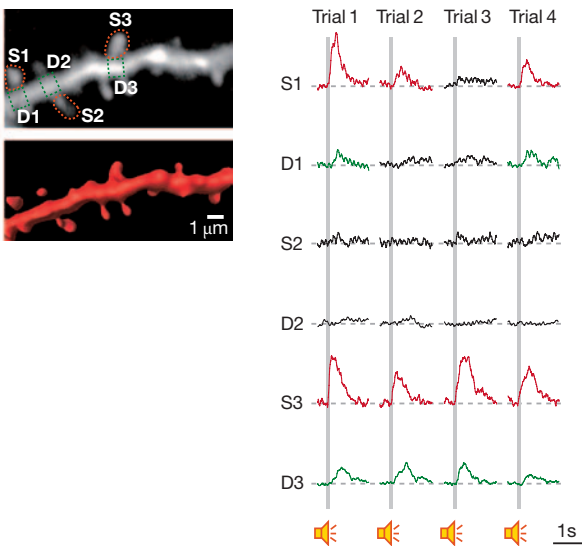 Trial 1 Trial 2 Trial 3 Trial 4
S3
S1 D2
D1 D3
S2
1 μm
S1
D1
S2
D2
S3
D3
1s